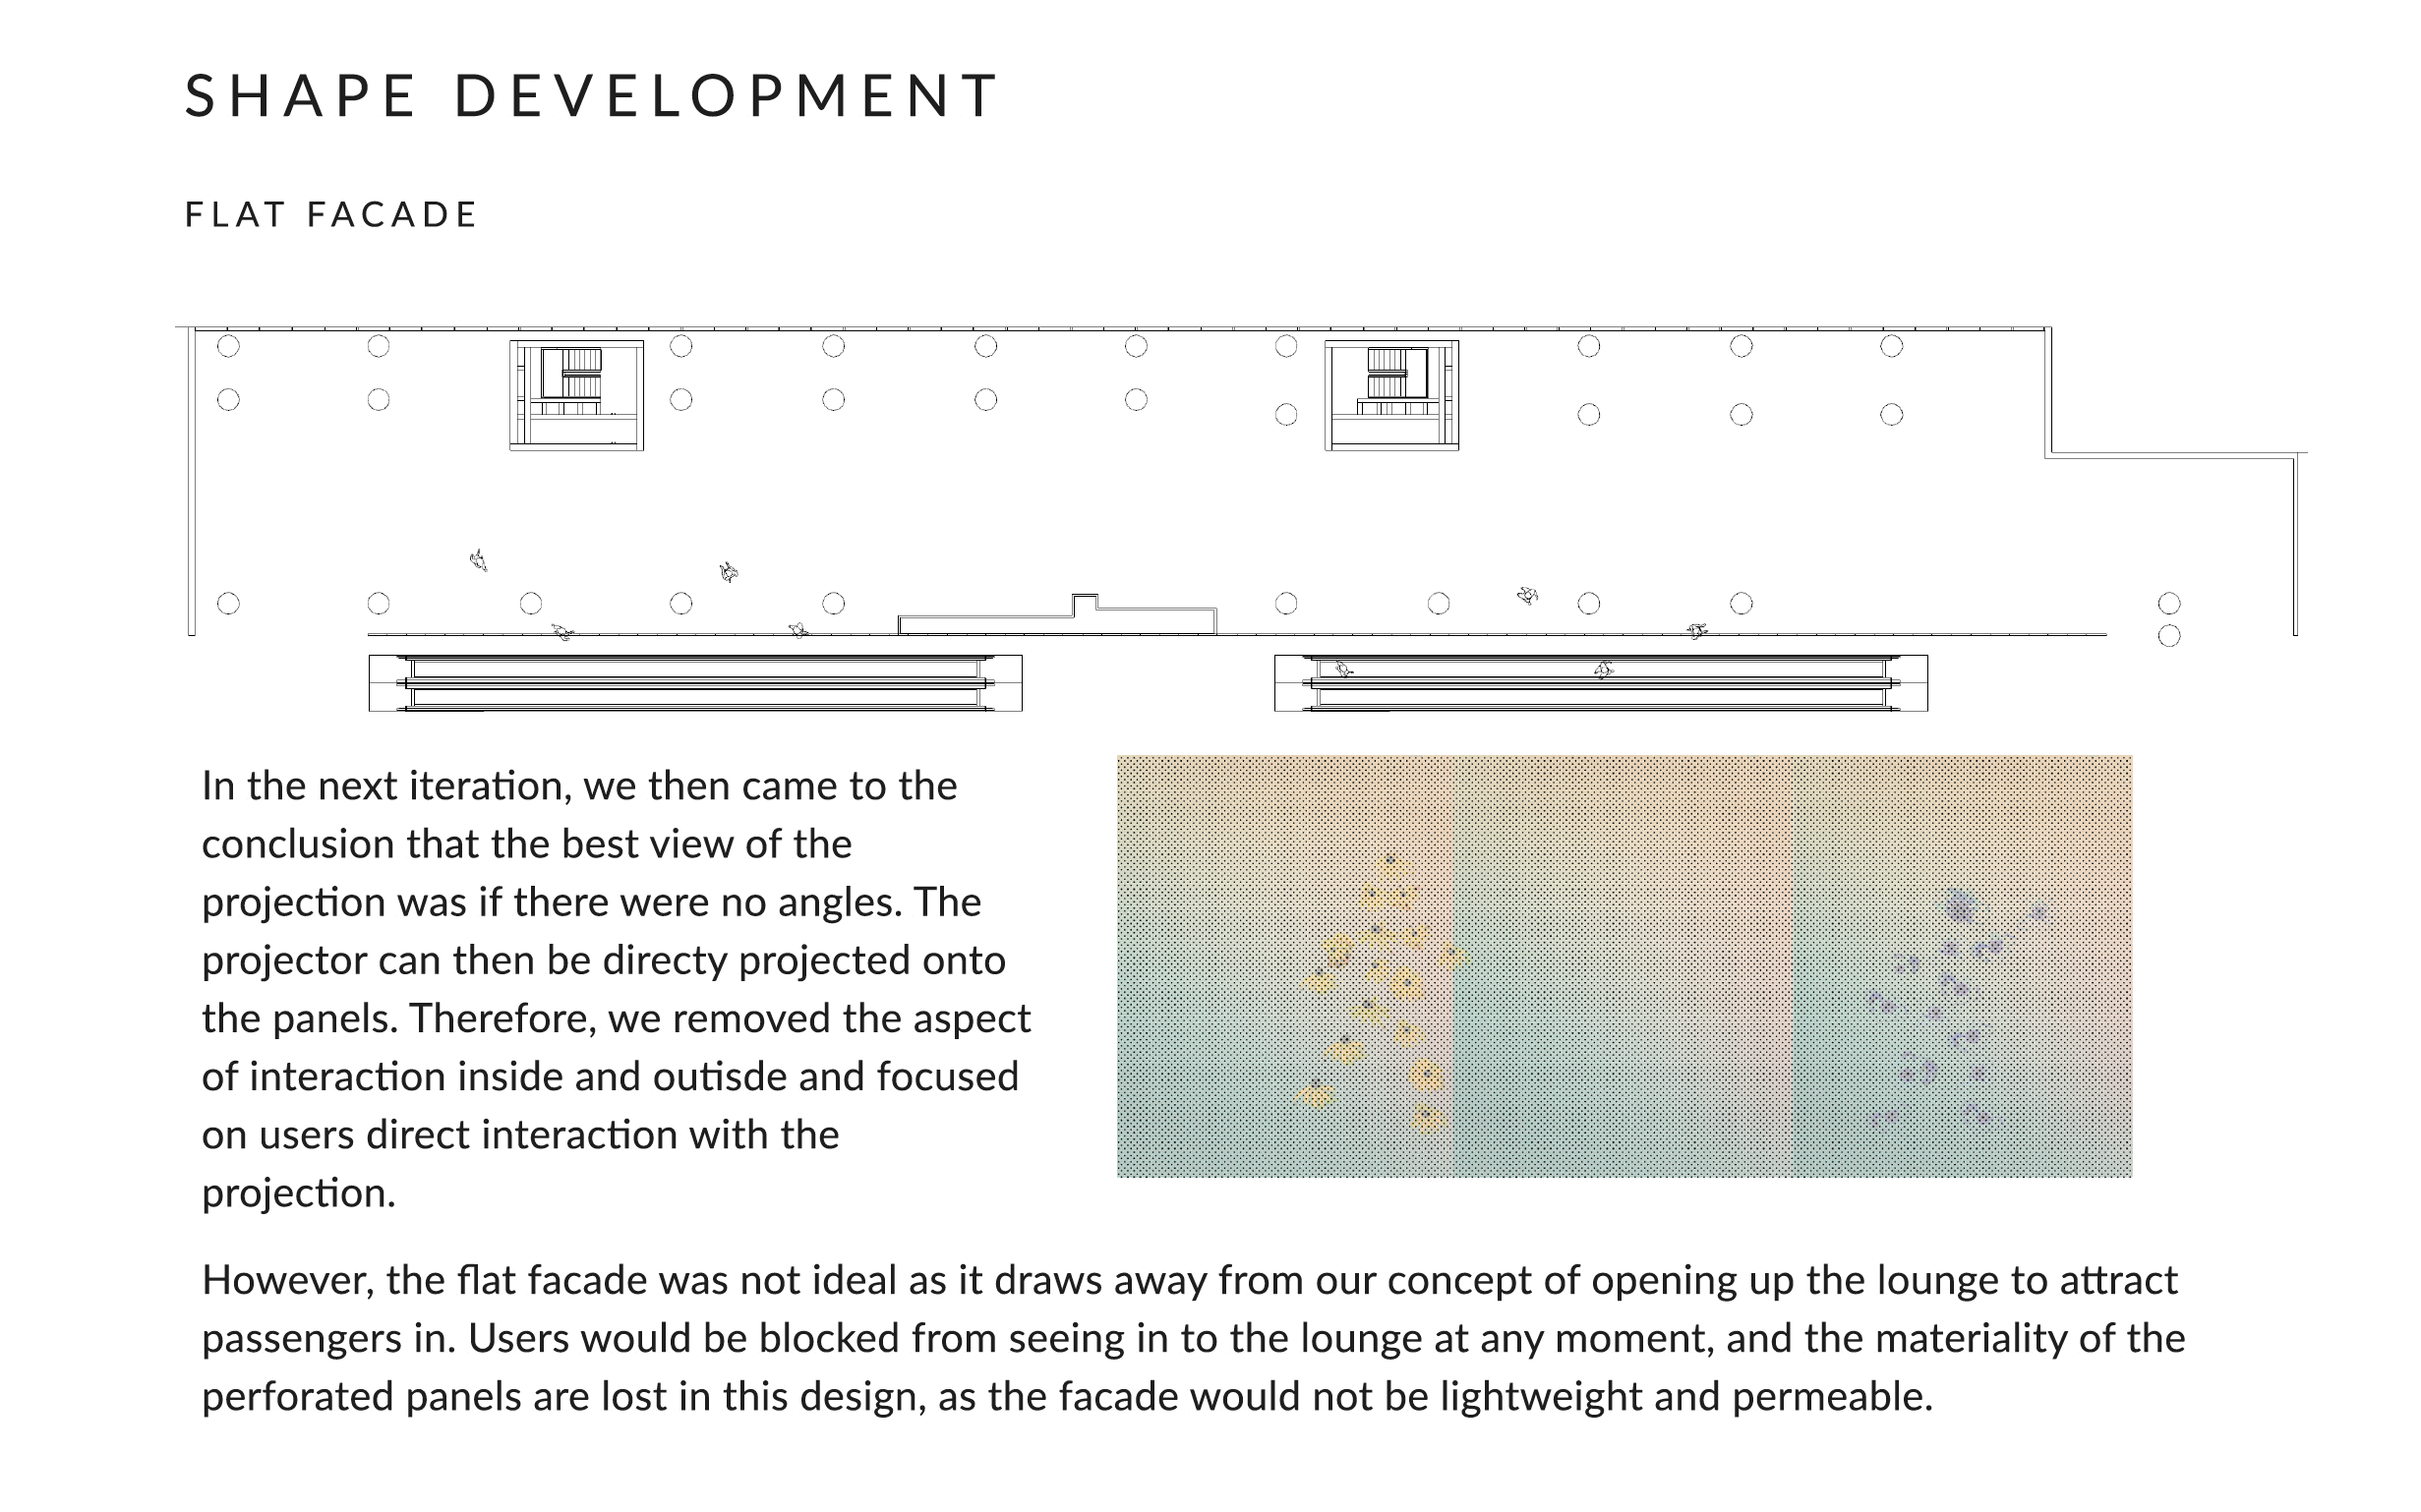 SHAPE DEVELOPMENT
FLAT FACADE
In the next iteration, we then came to the
conclusion that the best view of the
projection was if there were no angles. The
projector can then be directy projected onto
the panels. Therefore, we removed the aspect
of interaction inside and outisde and focused
on users direct interaction with the
projection.
However, the flat facade was not ideal as it draws away from our concept of opening up the lounge to attract
passengers in. Users would be blocked from seeing in to the lounge at any moment, and the materiality of the
perforated panels are lost in this design, as the facade would not be lightweight and permeable.